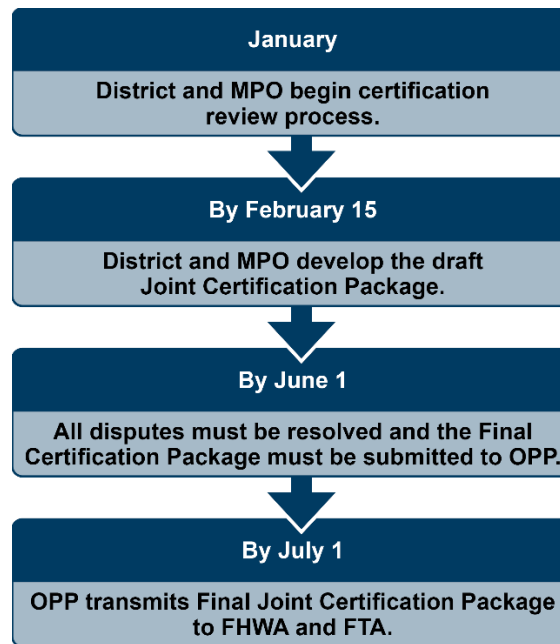 January
District and MPO begin certification
review process.
By February 15
District and MPO develop the draft
Joint Certification Package.
By June 1
All disputes must be resolved and the Final
Certification Package must be submitted to OPP.
By July 1
OPP transmits Final Joint Certification Package
to FHWA and FTA.